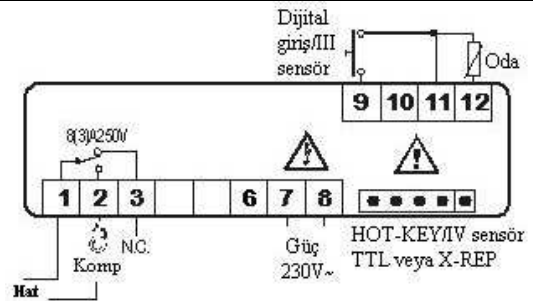 Dijital
giriş/III
sensör
Oda
9 10 11 12
8(3)A250V
1 2 3 6 7 8
N.C.
Komp
Güç
230V~
HOT-KEY/IV sensör
TTL veya X-REP
Hat